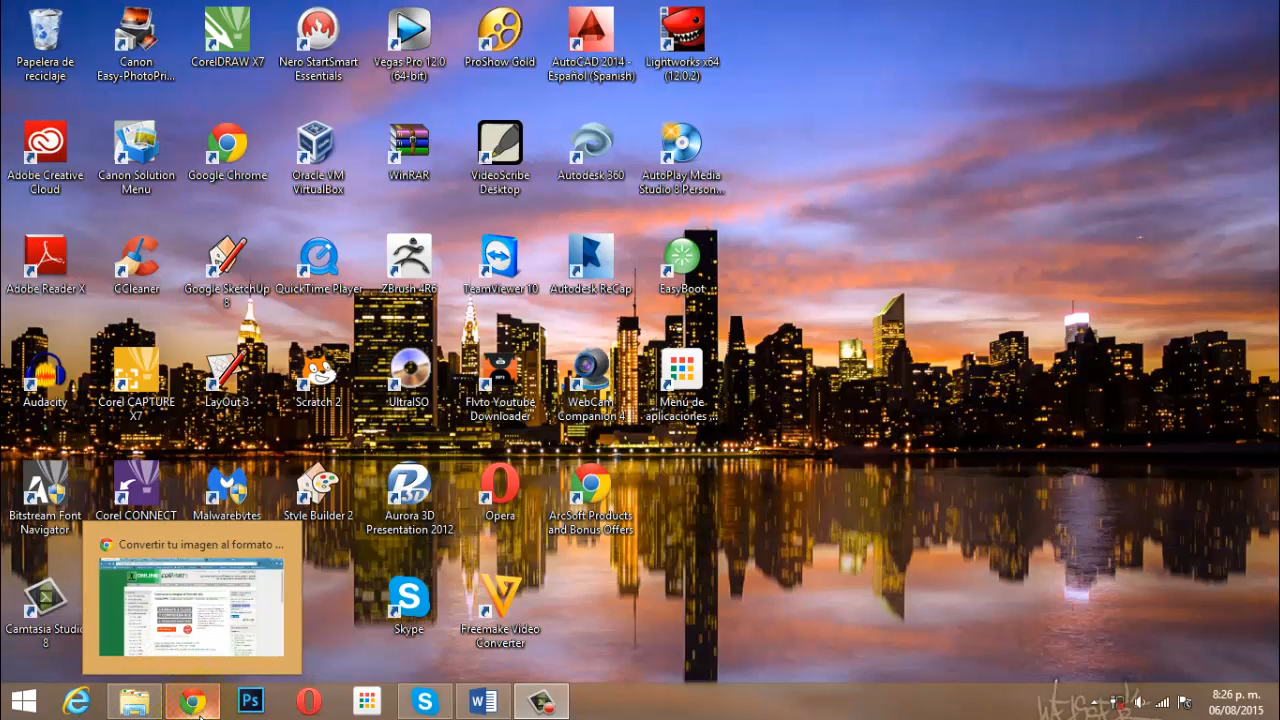 Papelera de
reciclaje
Canon
Easy-PhotoPri...
CorelDRAW X7
Nero StartSmart
Essentials
Vegas Pro 12.0
(64-bit)
ProShow Gold
AutoCAD 2014 -
Español (Spanish)
Lightworks x64
(12.0.2)
Adobe Creative
Cloud
Canon Solution
Menu
Google Chrome
Oracle VM
VirtualBox
WinRAR
VideoScribe
Desktop
Autodesk 360
AutoPlay Media
Studio 8 Person...
Adobe Reader X
CCleaner
Google SketchUp
8
QuickTime Player
ZBrush 4R6
TeamViewer 10
Autodesk ReCap
EasyBoot
Audacity
Corel CAPTURE
X7
LayOut 3
Scratch 2
UltraISO
Flvto Youtube
Downloader
WebCam
Companion 4
Menú de
aplicaciones ...
Bitstream Font
Navigator
Corel CONNECT
Malwarebytes
Style Builder 2
Aurora 3D
Presentation 2012
Opera
ArcSoft Products
and Bonus Offers
Convertir tu imagen al formato ...
Camtasia Studio
8
Skype
Freemake Video
Converter
Ps
8:26 p. m.
06/08/2015